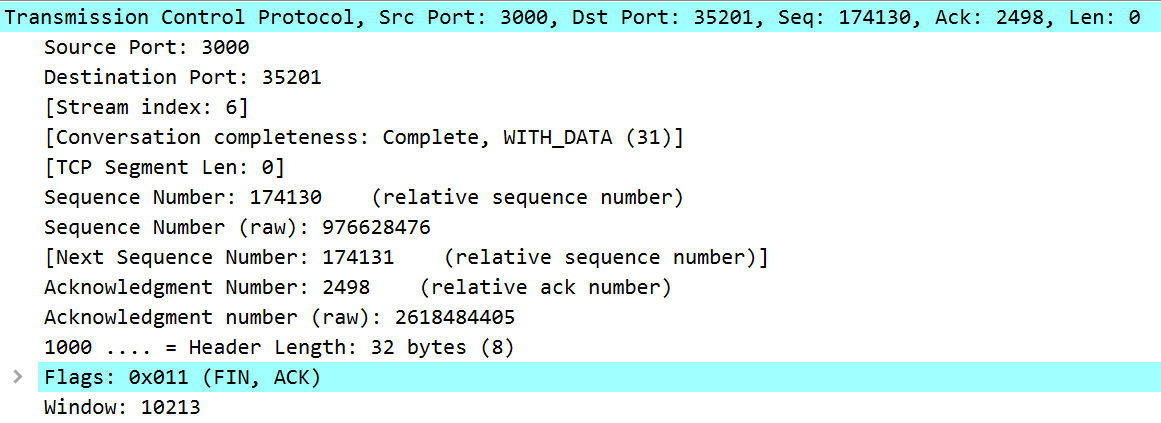 Transmission Control Protocol, Src Port: 3000, Dst Port: 35201, Seq: 174130, Ack: 2498, Len: 0
Source Port: 3000
Destination Port: 35201
[Stream index: 6]
[Conversation completeness: Complete, WITH_DATA (31)]
[TCP Segment Len: 0]
Sequence Number: 174130    (relative sequence number)
Sequence Number (raw): 976628476
[Next Sequence Number: 174131    (relative sequence number)]
Acknowledgment Number: 2498    (relative ack number)
Acknowledgment number (raw): 2618484405
1000 .... = Header Length: 32 bytes (8)
Flags: 0x011 (FIN, ACK)
Window: 10213